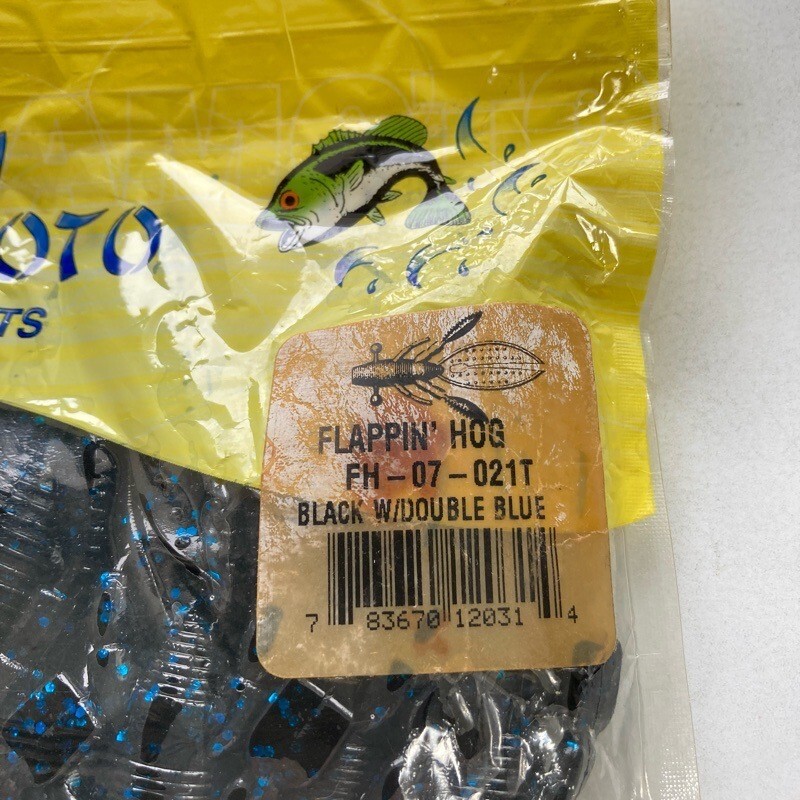 OTO
TS
FLAPPIN' HOG
FH-07-021T
BLACK W/DOUBLE BLUE
7 83670 12031 4